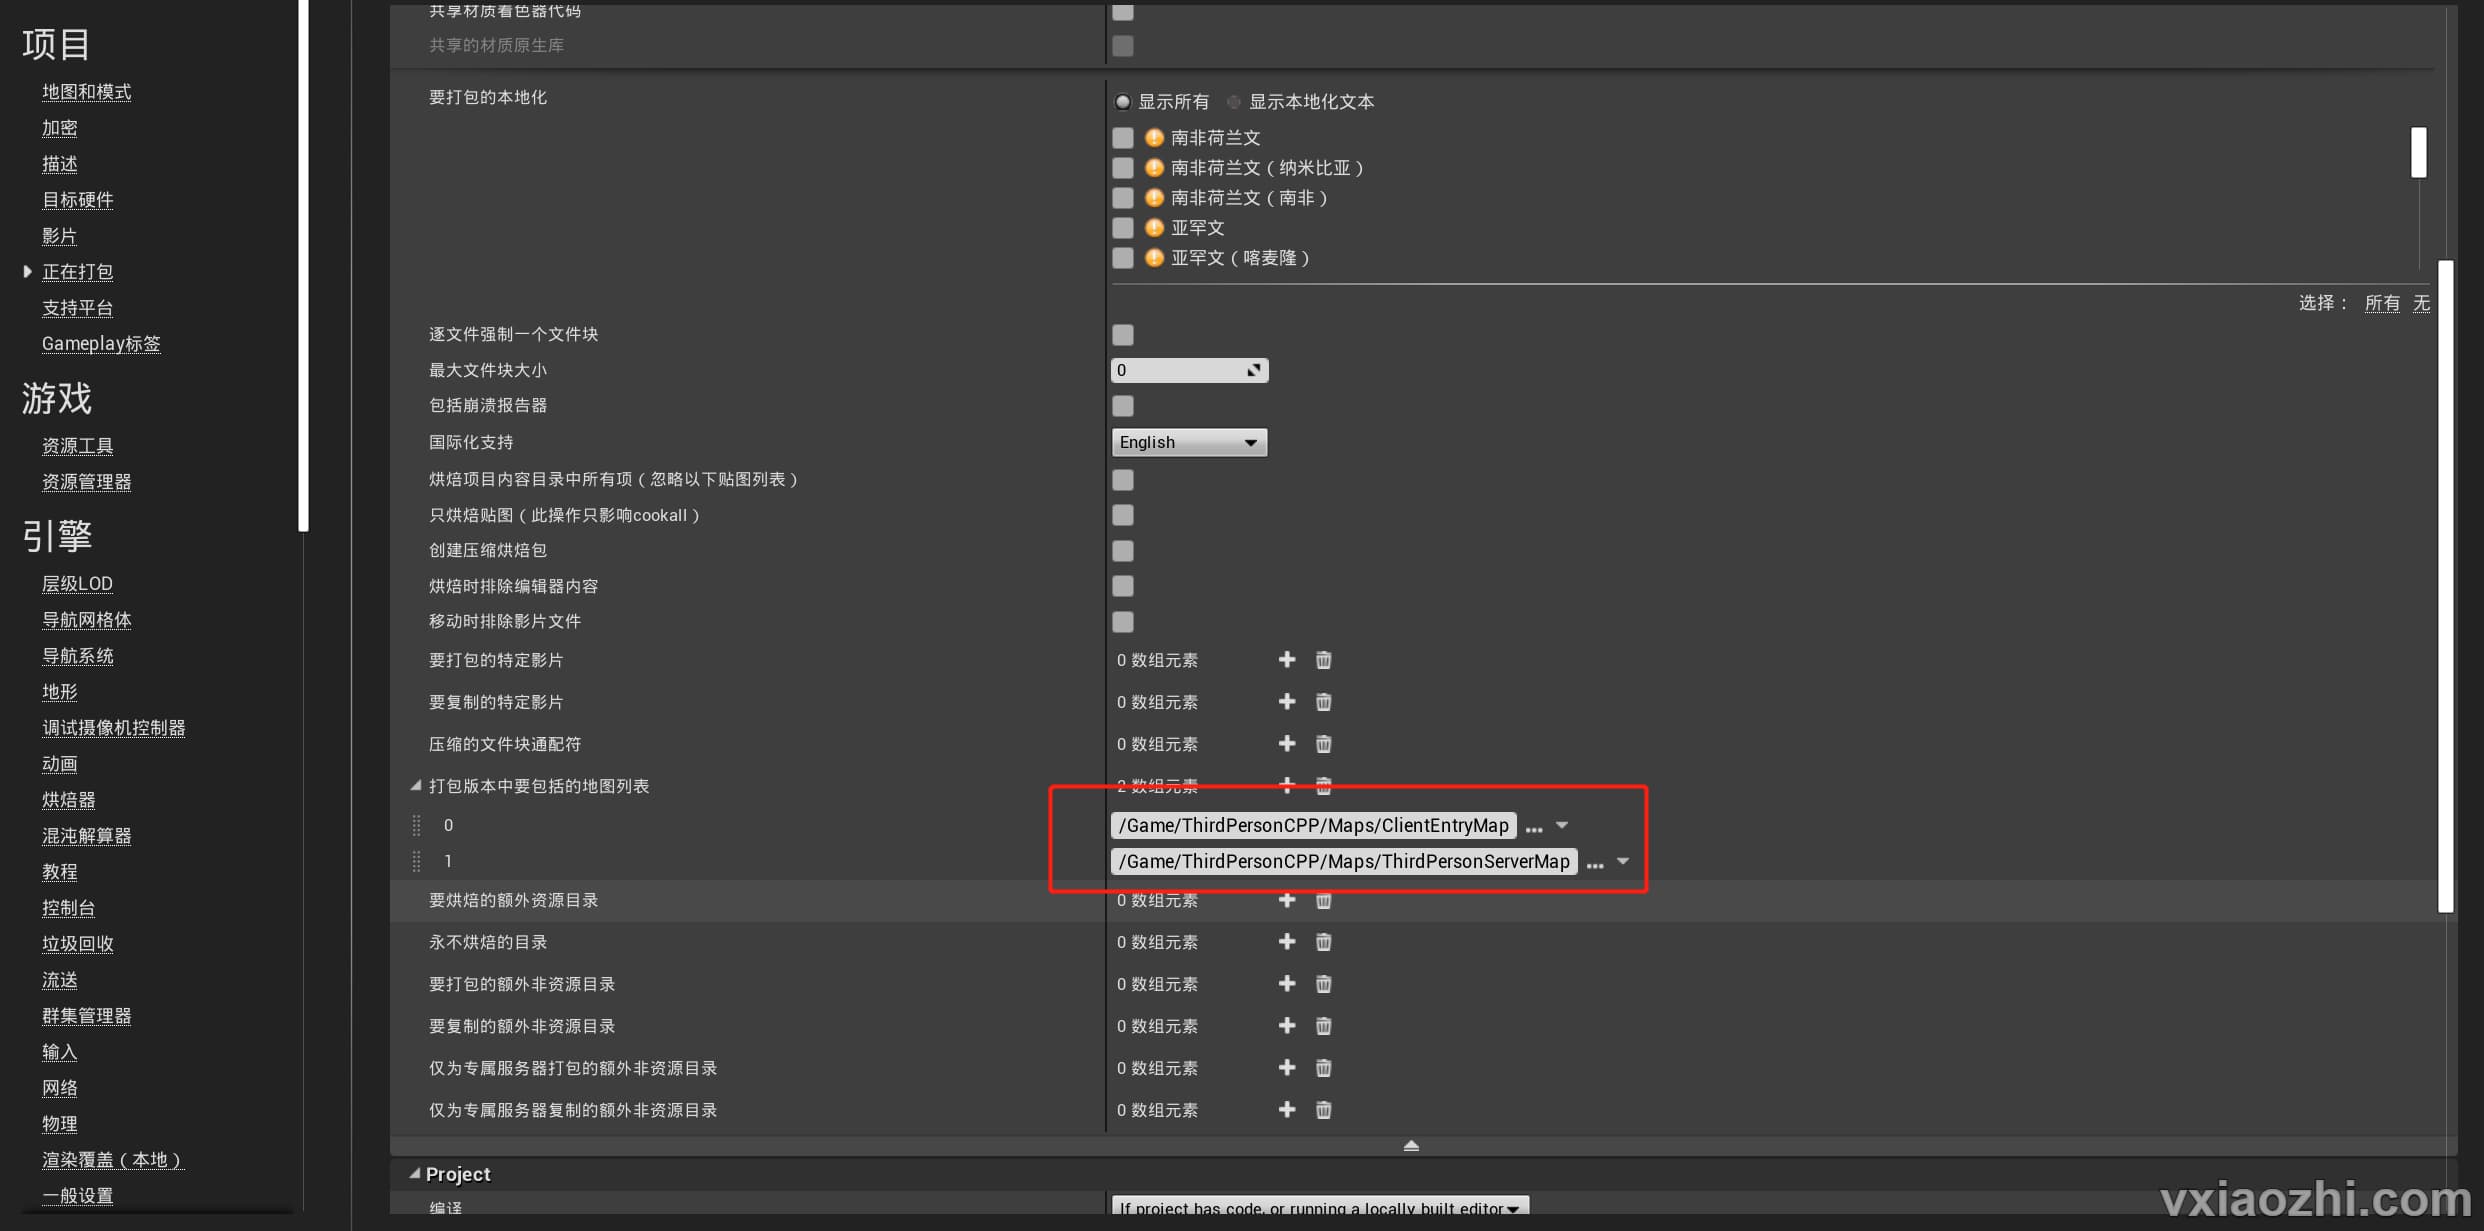 项目
地图和模式
加密
描述
目标硬件
影片
正在打包
支持平台
Gameplay标签
游戏
资源工具
资源管理器
引擎
层级LOD
导航网格体
导航系统
地形
调试摄像机控制器
动画
烘焙器
混沌解算器
教程
控制台
垃圾回收
流送
群集管理器
输入
网络
物理
渲染覆盖（本地）
一般设置
共享材质着色器代码
共享的材质原生库
要打包的本地化
显示所有 显示本地化文本
南非荷兰文
南非荷兰文（纳米比亚）
南非荷兰文（南非）
亚罕文
亚罕文（喀麦隆）
选择： 所有 无
逐文件强制一个文件块
最大文件块大小 0
包括崩溃报告器
国际化支持 English
烘焙项目内容目录中所有项（忽略以下贴图列表）
只烘焙贴图（此操作只影响cookall）
创建压缩烘焙包
烘焙时排除编辑器内容
移动时排除影片文件
要打包的特定影片 0 数组元素
要复制的特定影片 0 数组元素
压缩的文件块通配符 0 数组元素
打包版本中要包括的地图列表 2 数组元素
0 /Game/ThirdPersonCPP/Maps/ClientEntryMap ...
1 /Game/ThirdPersonCPP/Maps/ThirdPersonServerMap ...
要烘焙的额外资源目录 0 数组元素
永不烘焙的目录 0 数组元素
要打包的额外非资源目录 0 数组元素
要复制的额外非资源目录 0 数组元素
仅为专属服务器打包的额外非资源目录 0 数组元素
仅为专属服务器复制的额外非资源目录 0 数组元素
Project
编译 If project has code, or running a locally built editor
vxiaozhi.com